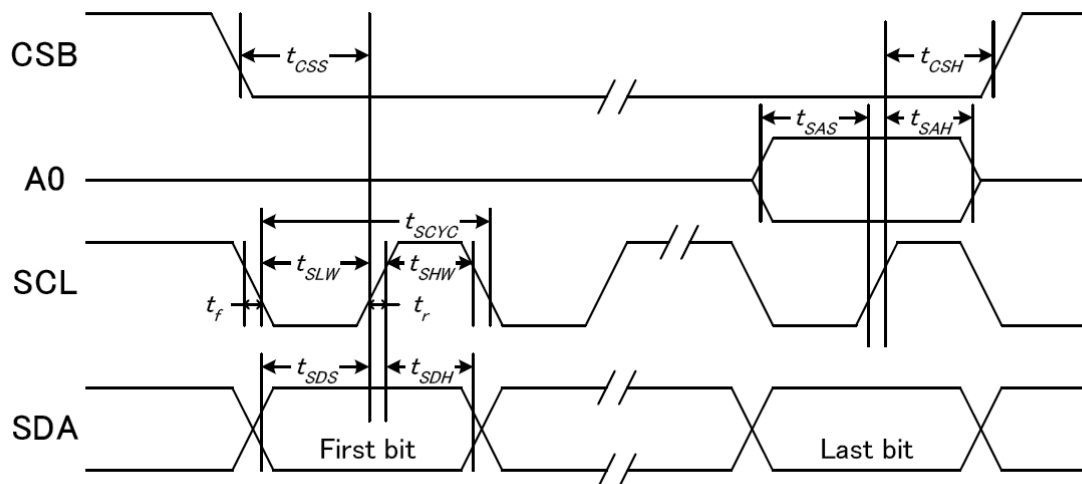 CSB
tCSS
tCSH
tSAS
tSAH
A0
tSCYC
SCL
tSLW
tSHW
tf
tr
tSDS
tSDH
SDA
First bit
Last bit